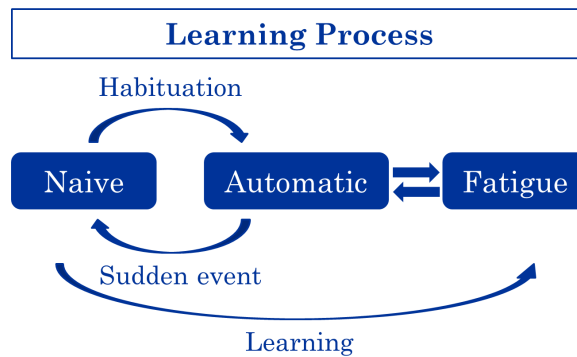 Learning Process
Habituation
Naive
Automatic
Fatigue
Sudden event
Learning